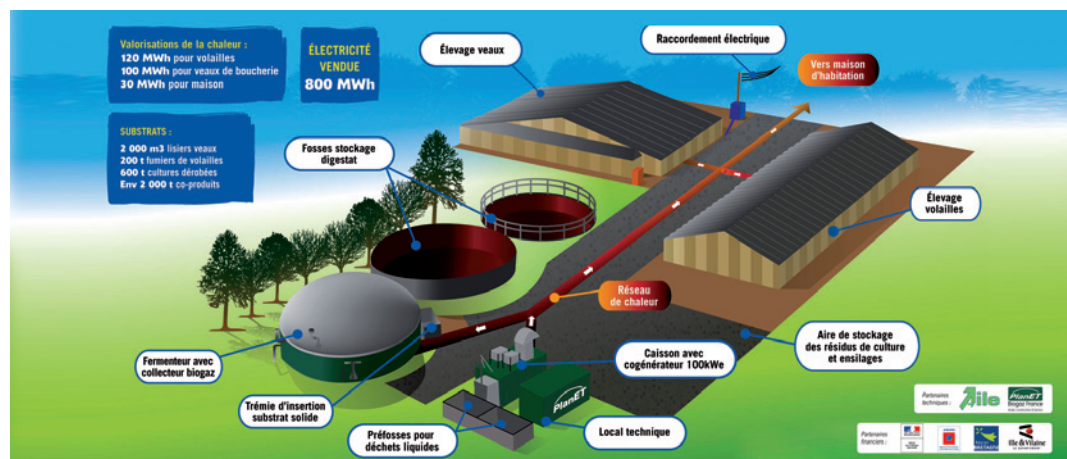 Valorisations de la chaleur :
120 MWh pour volailles
100 MWh pour veaux de boucherie
30 MWh pour maison
ÉLECTRICITÉ
VENDUE
800 MWh
SUBSTRATS :
2 000 m3 lisiers veaux
200 t fumiers de volailles
600 t cultures dérobées
Env 2 000 t co-produits
Élevage veaux
Raccordement électrique
Vers maison
d'habitation
Fosses stockage
digestat
Élevage
volailles
Réseau
de chaleur
Aire de stockage
des résidus de culture
et ensilages
Fermenteur avec
collecteur biogaz
Caisson avec
cogénérateur 100kWe
Trémie d'insertion
substrat solide
PlanET
Préfosses pour
déchets liquides
Local technique
Partenaires
techniques :
Aile
PlanET
Biogaz France
Partenaires
financiers :
Ille & Vilaine